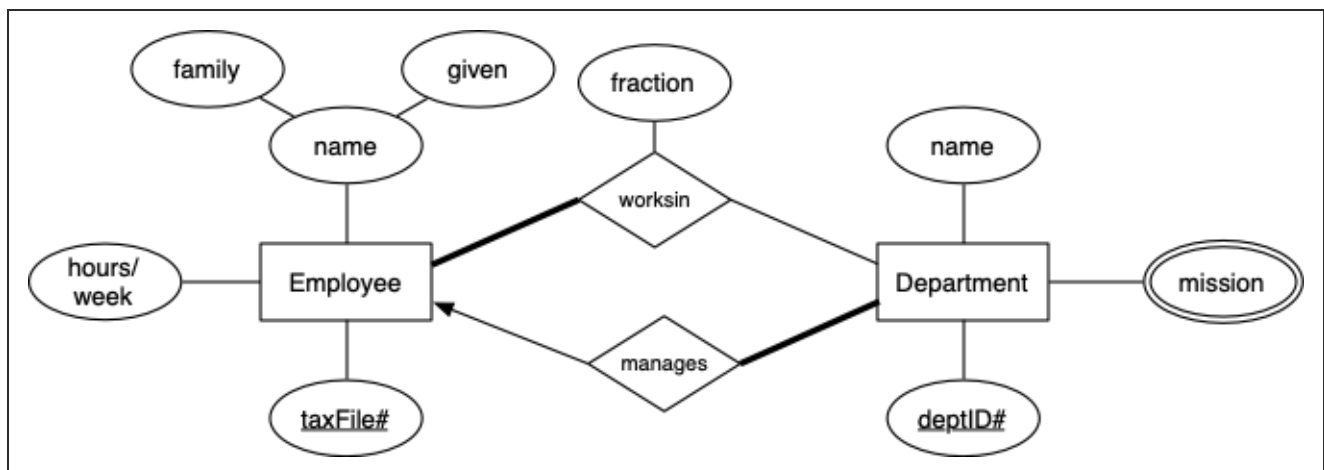 family
given
fraction
name
name
worksin
hours/
week
Employee
Department
mission
manages
taxFile#
deptID#